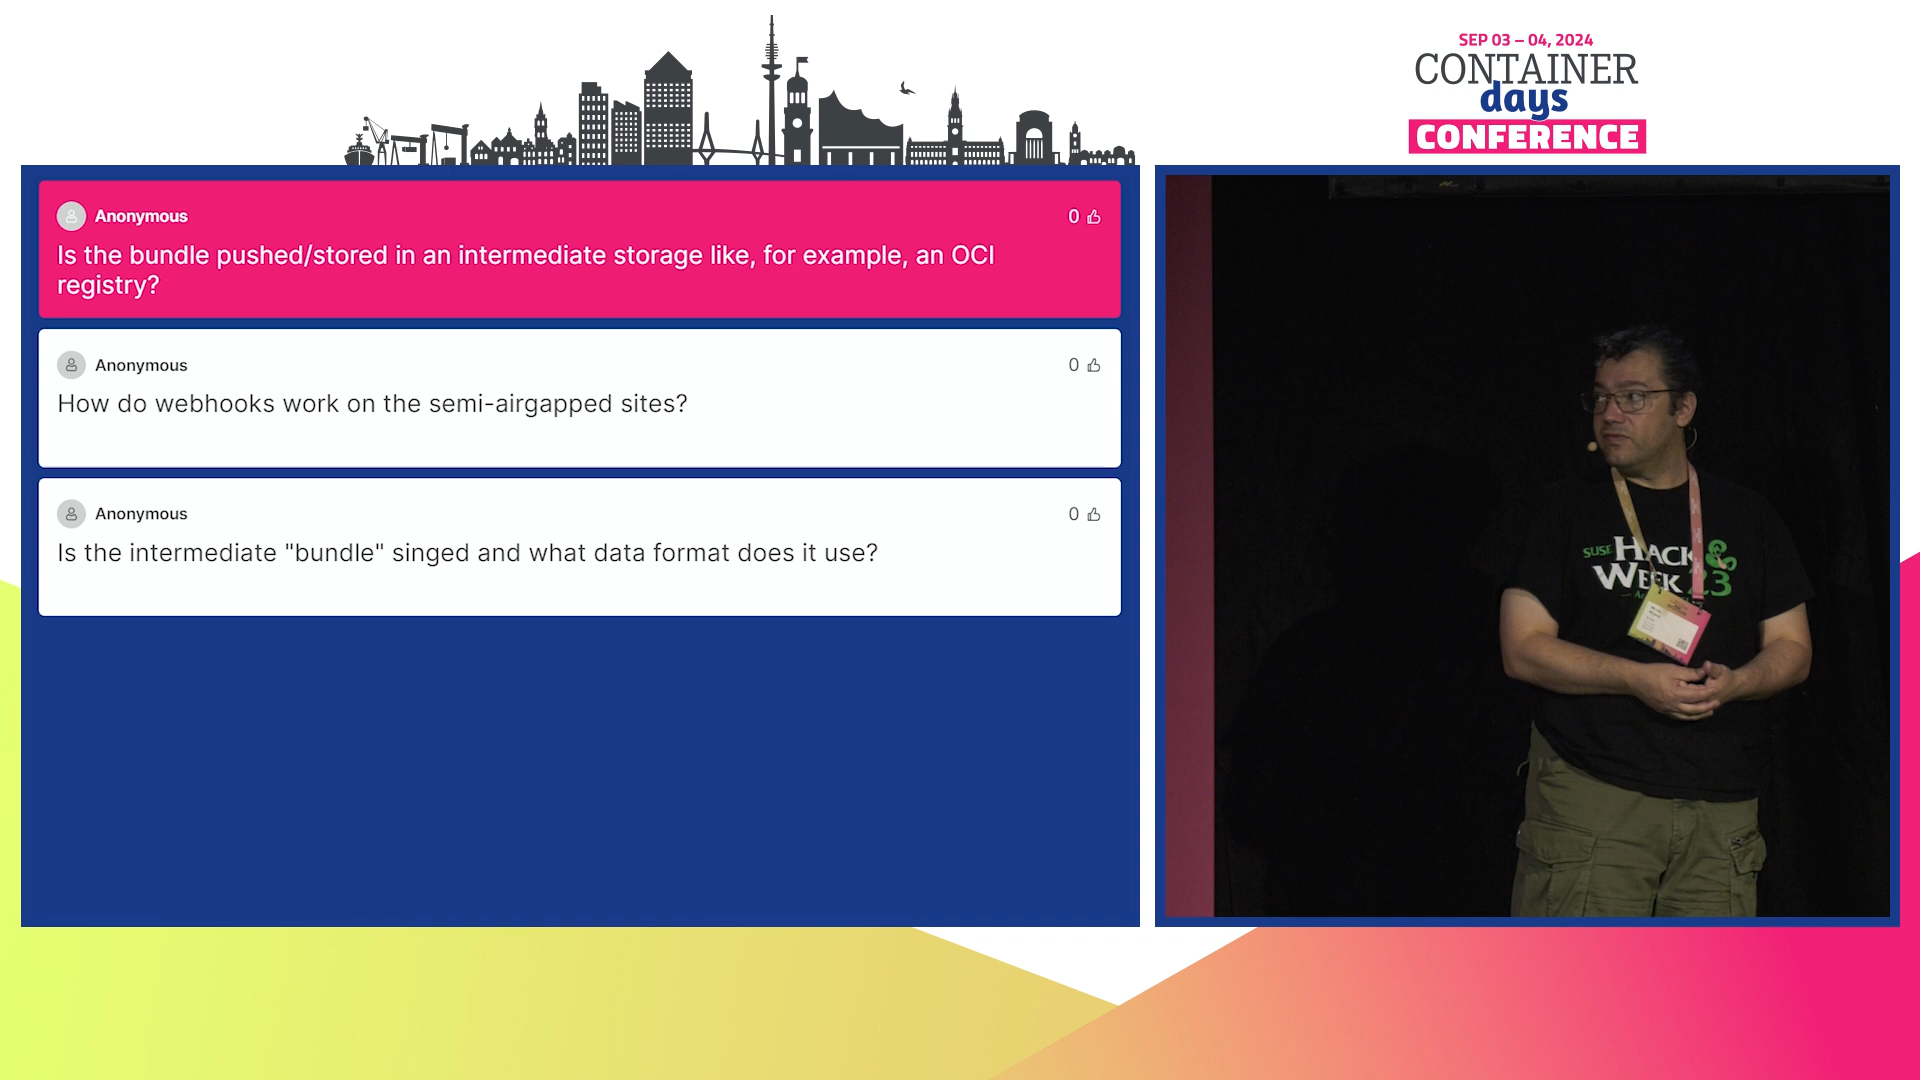 SEP 03 – 04, 2024
CONTAINER
days
CONFERENCE
Anonymous
0
Is the bundle pushed/stored in an intermediate storage like, for example, an OCI
registry?
Anonymous
0
How do webhooks work on the semi-airgapped sites?
Anonymous
0
Is the intermediate "bundle" singed and what data format does it use?
SUSE HACK
WEEK 23